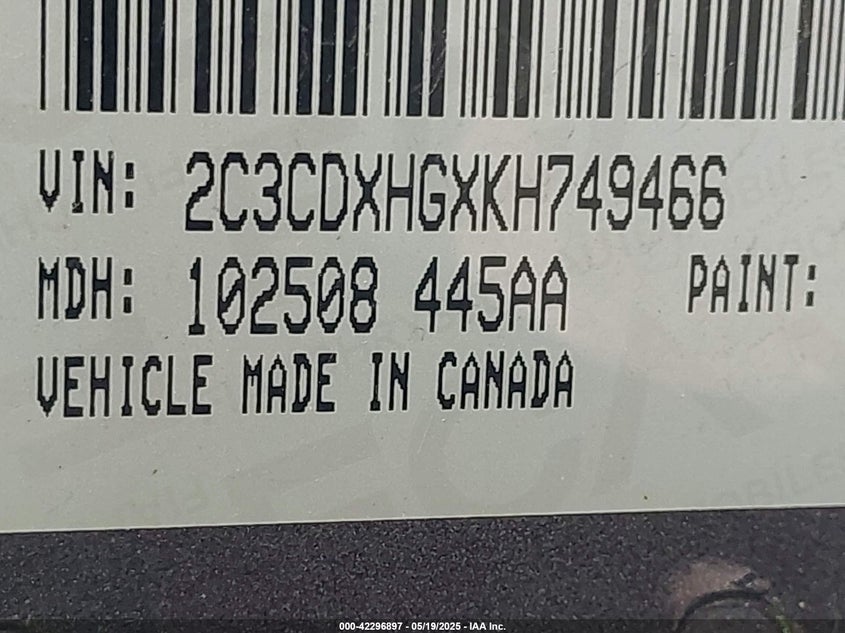 VIN: 2C3CDXHGXKH749466
MDH: 102508 445AA PAINT:
VEHICLE MADE IN CANADA
000-42296897 - 05/19/2025 - IAA Inc.